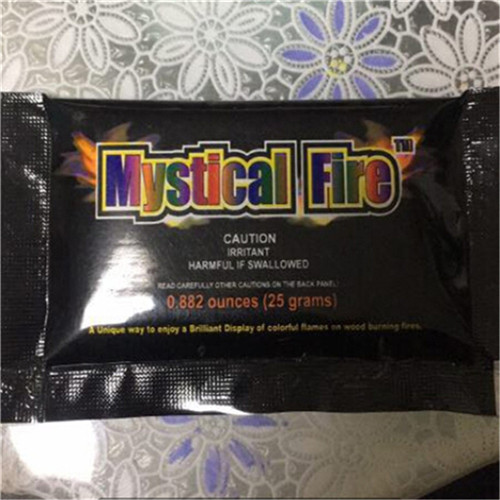 Mystical Fire™
CAUTION
IRRITANT
HARMFUL IF SWALLOWED
READ CAREFULLY OTHER CAUTIONS ON THE BACK PANEL!
0.882 ounces (25 grams)
A Unique way to enjoy a Brilliant Display of colorful flames on wood burning fires.